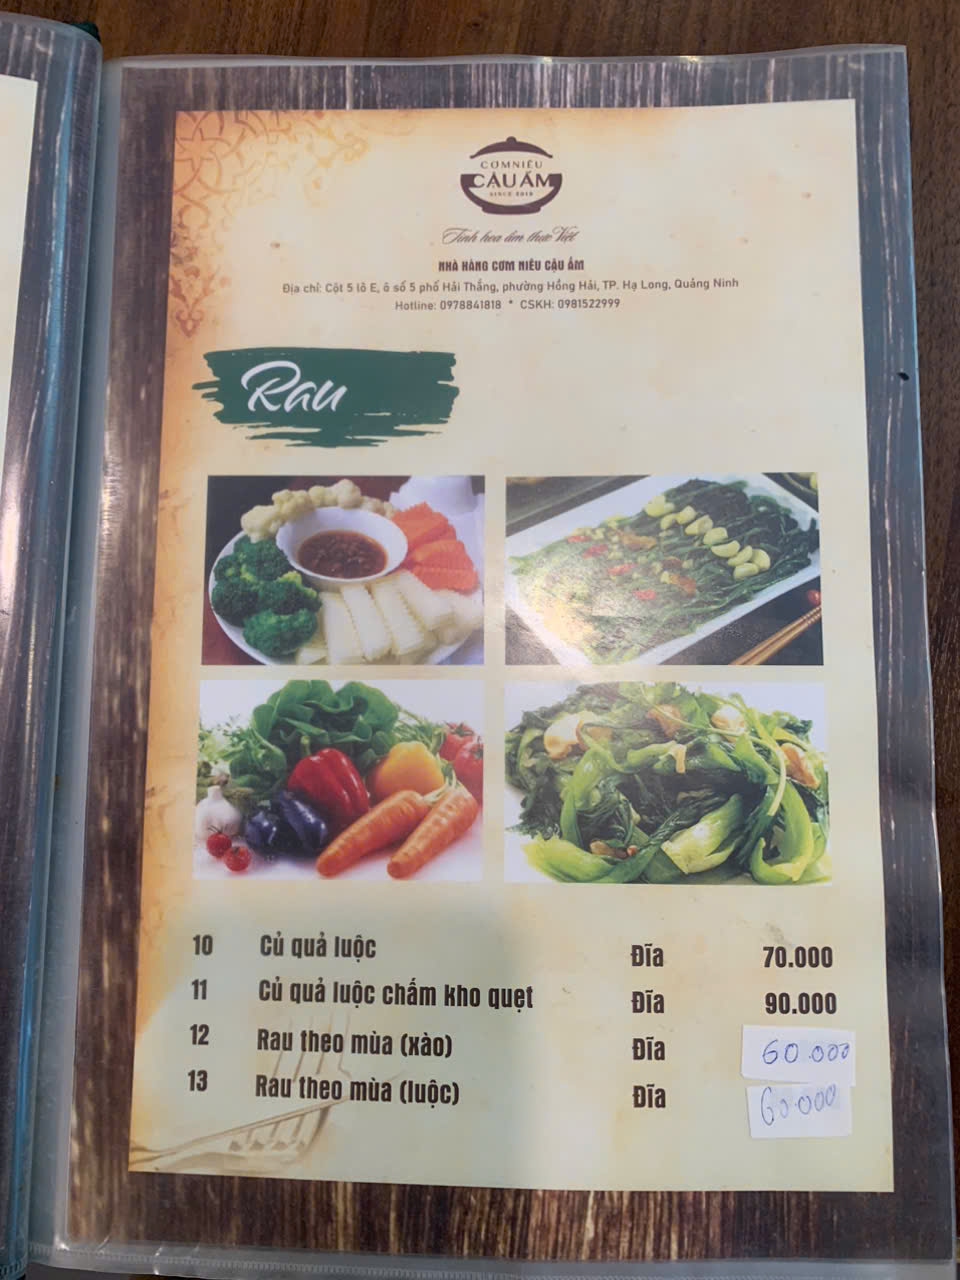 CƠMNIÊU
CẬU ẤM
SINCE 2010
Tinh hoa ẩm thực Việt
NHÀ HÀNG CƠM NIÊU CẬU ẤM
Địa chỉ: Cột 5 lô E, ô số 5 phố Hải Thắng, phường Hồng Hải, TP. Hạ Long, Quảng Ninh
Hotline: 0978841818 * CSKH: 0981522999
Rau
10 Củ quả luộc Đĩa 70.000
11 Củ quả luộc chấm kho quẹt Đĩa 90.000
12 Rau theo mùa (xào) Đĩa 60.000
13 Rau theo mùa (luộc) Đĩa 60.000